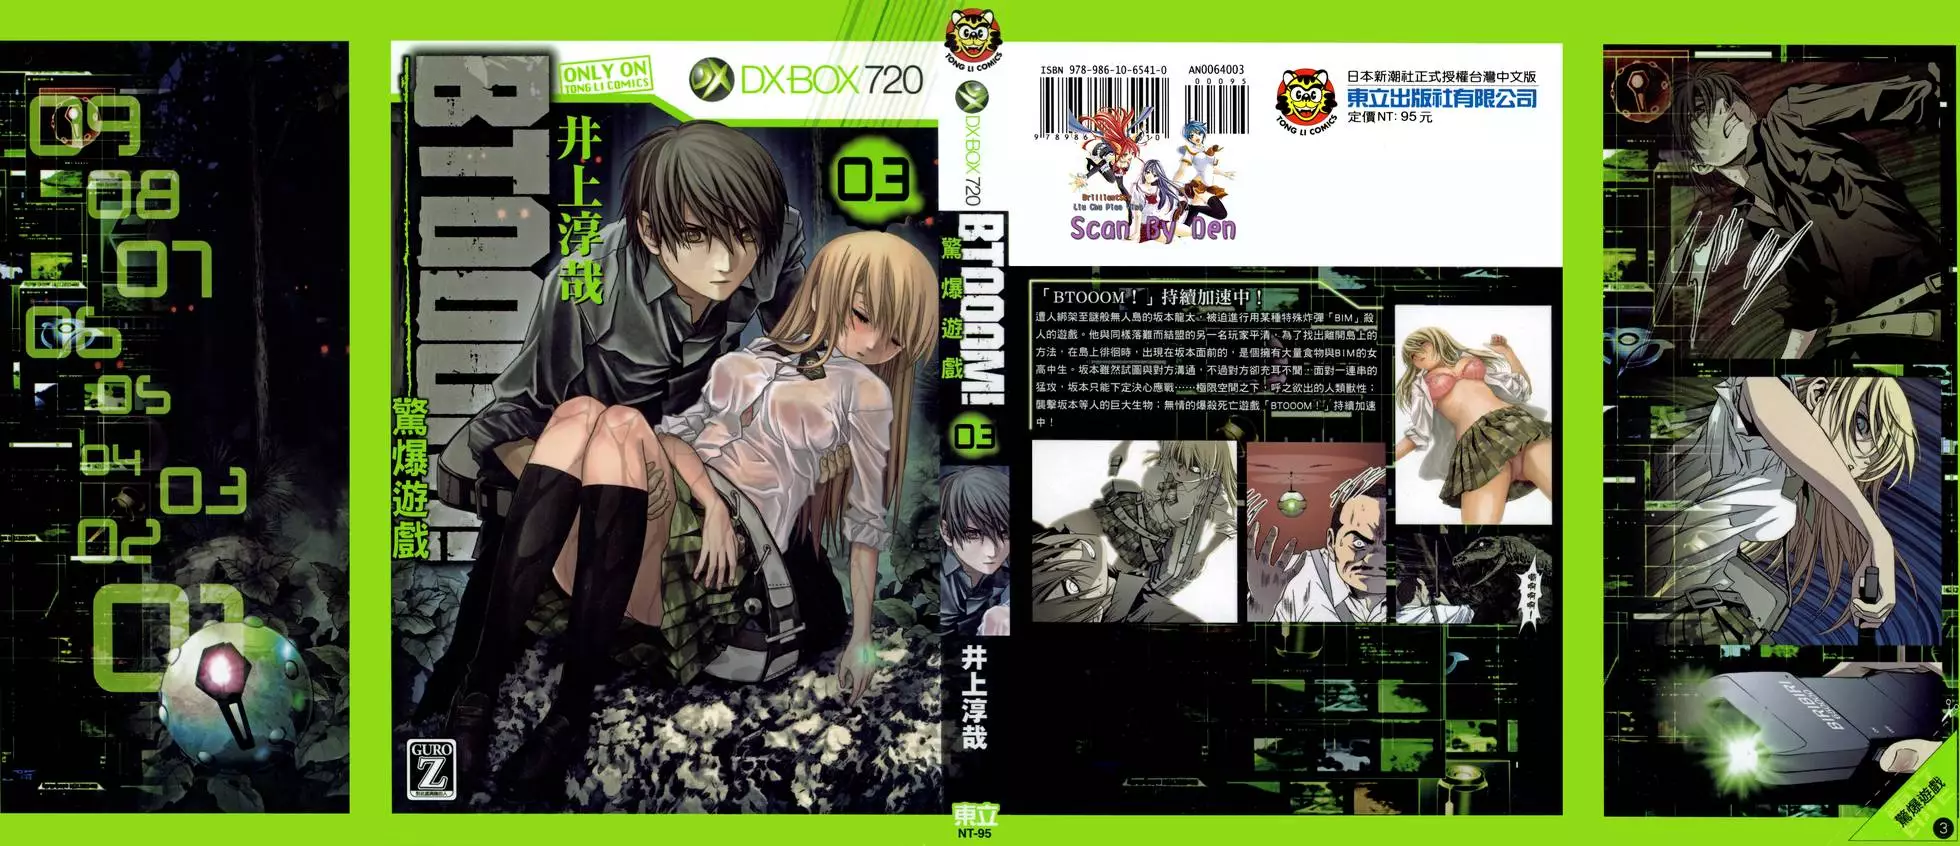 09
08
07
06
05
04
03
02
01
ONLY ON
TONG LI COMICS
DX-BOX 720
BTOOOM!
井上淳哉
03
驚爆遊戲
GURO
Z
TONG LI COMICS
DX-BOX 720
BTOOOM!
驚爆遊戲
03
井上淳哉
東立
NT-95
ISBN 978-986-10-6541-0
AN0064003
00095
TONG LI COMICS
日本新潮社正式授權台灣中文版
東立出版社有限公司
定價NT: 95元
Scan By Den
「BTOOOM！」持續加速中！
遭人綁架至謎般無人島的坂本龍太，被迫進行用某種特殊炸彈「BIM」殺
人的遊戲。他與同樣落難而結盟的另一名玩家平清，為了找出離開島上的
方法，在島上徘徊時，出現在坂本面前的，是個擁有大量食物與BIM的女
高中生。坂本雖然試圖與對方溝通，不過對方卻充耳不聞…面對一連串的
猛攻，坂本只能下定決心應戰……極限空間之下，呼之欲出的人類獸性；
襲擊坂本等人的巨大生物；無情的爆殺死亡遊戲「BTOOOM！」持續加速
中！
BIRIBIRI
驚爆遊戲
3